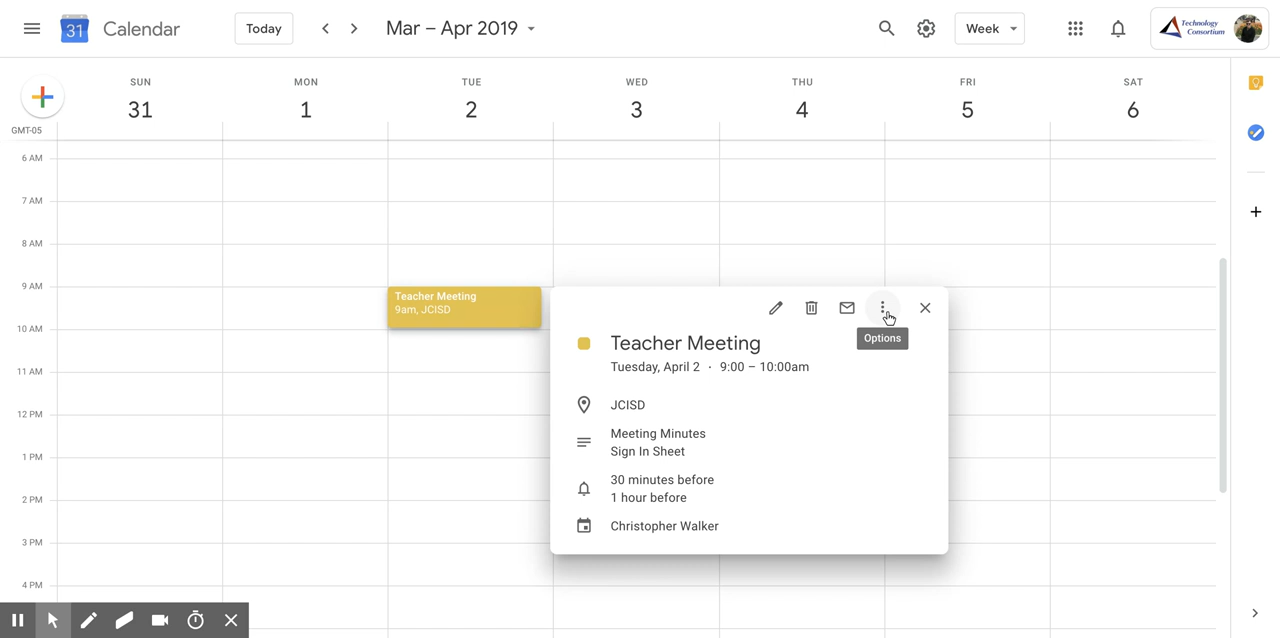 31
Calendar
Today
Mar – Apr 2019
Week
Technology
Consortium
SUN
31
MON
1
TUE
2
WED
3
THU
4
FRI
5
SAT
6
GMT-05
6 AM
7 AM
8 AM
9 AM
10 AM
11 AM
12 PM
1 PM
2 PM
3 PM
4 PM
Teacher Meeting
9am, JCISD
Options
Teacher Meeting
Tuesday, April 2 · 9:00 – 10:00am
JCISD
Meeting Minutes
Sign In Sheet
30 minutes before
1 hour before
Christopher Walker